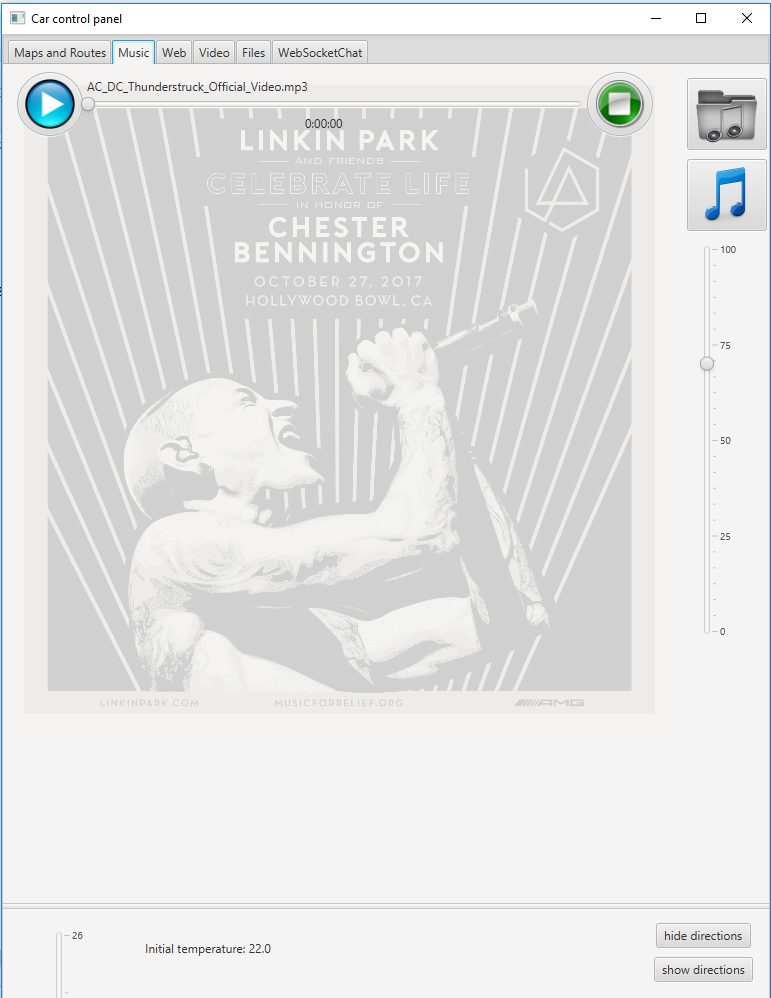 Car control panel
Maps and Routes Music Web Video Files WebSocketChat
AC_DC_Thunderstruck_Official_Video.mp3
0:00:00
LINKIN PARK
AND FRIENDS
CELEBRATE LIFE
IN HONOR OF
CHESTER
BENNINGTON
OCTOBER 27, 2017
HOLLYWOOD BOWL, CA
100
75
50
25
0
LINKINPARK.COM MUSICFORRELIEF.ORG AMG
26
Initial temperature: 22.0
hide directions
show directions